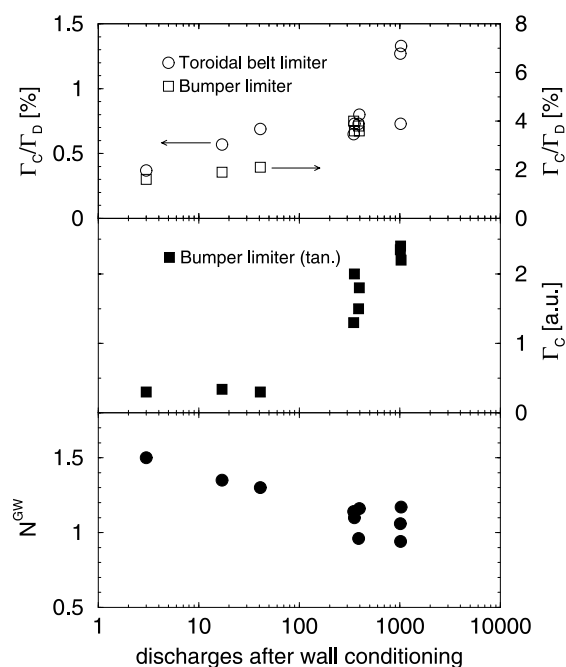 1.5
1
0.5
0
Γ_C/Γ_D [%]
Toroidal belt limiter
Bumper limiter
8
6
4
2
0
Γ_C/Γ_D [%]
Bumper limiter (tan.)
2
1
0
Γ_C [a.u.]
1.5
1
0.5
N^GW
1 10 100 1000 10000
discharges after wall conditioning